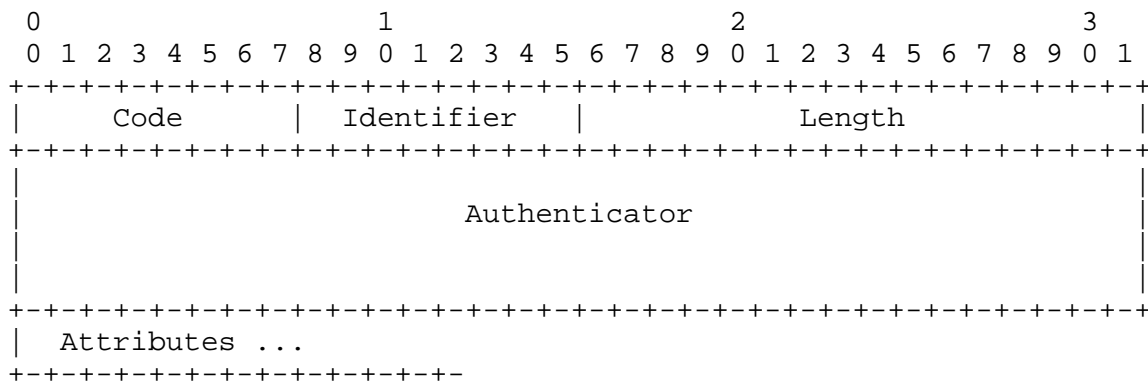 0                   1                   2                   3
 0 1 2 3 4 5 6 7 8 9 0 1 2 3 4 5 6 7 8 9 0 1 2 3 4 5 6 7 8 9 0 1
+-+-+-+-+-+-+-+-+-+-+-+-+-+-+-+-+-+-+-+-+-+-+-+-+-+-+-+-+-+-+-+-+
|     Code      |  Identifier   |            Length             |
+-+-+-+-+-+-+-+-+-+-+-+-+-+-+-+-+-+-+-+-+-+-+-+-+-+-+-+-+-+-+-+-+
|                                                               |
|                         Authenticator                         |
|                                                               |
|                                                               |
+-+-+-+-+-+-+-+-+-+-+-+-+-+-+-+-+-+-+-+-+-+-+-+-+-+-+-+-+-+-+-+-+
|  Attributes ...
+-+-+-+-+-+-+-+-+-+-+-+-+-